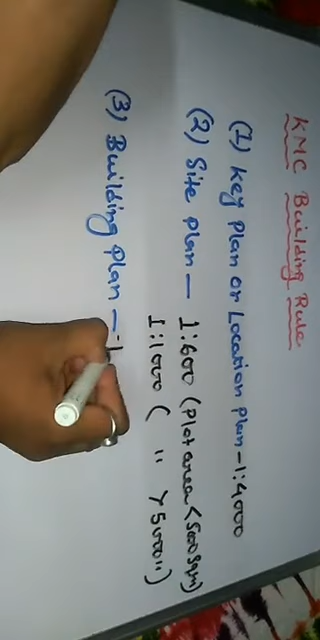 KMC Building Rule
(1) Key Plan or Location plan - 1:4000
(2) Site plan — 1:600 (Plot area < 5000 sqm)
1:1000 ( " > 5000 " )
(3) Building plan — 1